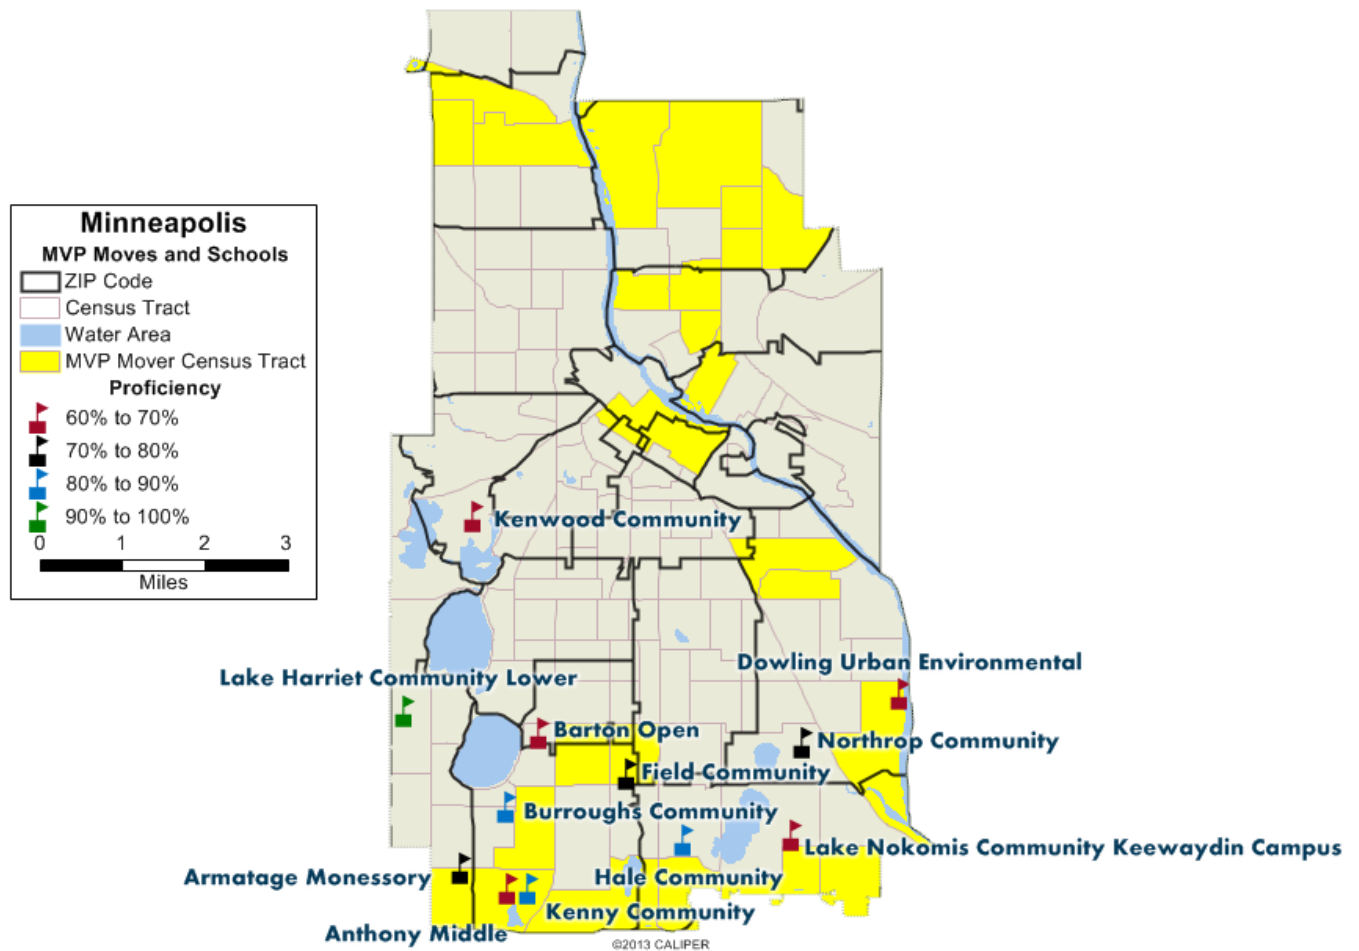 Minneapolis
MVP Moves and Schools
ZIP Code
Census Tract
Water Area
MVP Mover Census Tract
Proficiency
60% to 70%
70% to 80%
80% to 90%
90% to 100%
0 1 2 3
Miles
Kenwood Community
Dowling Urban Environmental
Lake Harriet Community Lower
Barton Open
Northrop Community
Field Community
Burroughs Community
Lake Nokomis Community Keewaydin Campus
Armatage Monessory
Hale Community
Kenny Community
Anthony Middle
©2013 CALIPER